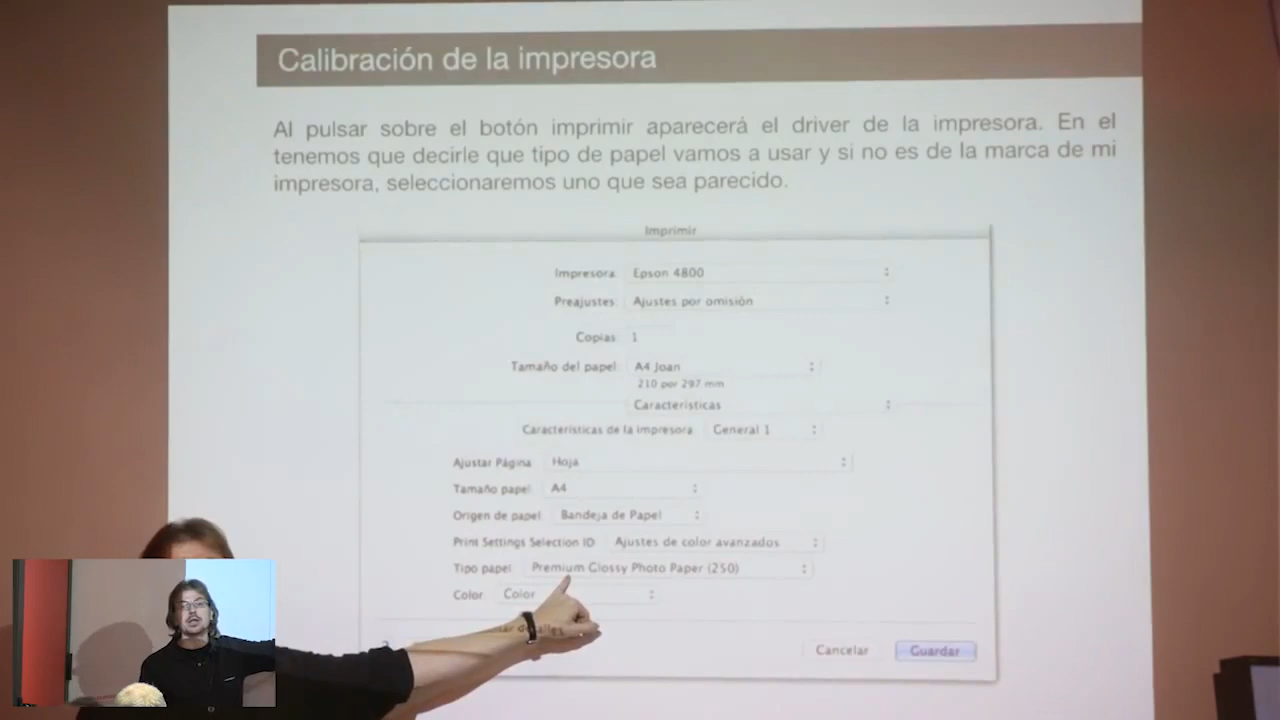 Calibración de la impresora
Al pulsar sobre el botón imprimir aparecerá el driver de la impresora. En el
tenemos que decirle que tipo de papel vamos a usar y si no es de la marca de mi
impresora, seleccionaremos uno que sea parecido.
Imprimir
Impresora: Epson 4800
Preajustes: Ajustes por omisión
Copias: 1
Tamaño del papel: A4 Joan
210 por 297 mm
Características
Características de la impresora: General 1
Ajustar Página: Hoja
Tamaño papel: A4
Origen de papel: Bandeja de Papel
Print Settings Selection ID: Ajustes de color avanzados
Tipo papel: Premium Glossy Photo Paper (250)
Color: Color
detalles
? Cancelar Guardar